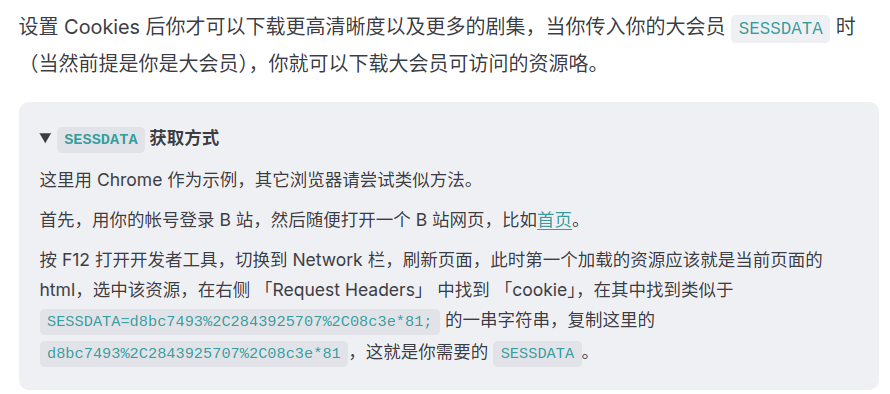 设置 Cookies 后你才可以下载更高清晰度以及更多的剧集，当你传入你的大会员 SESSDATA 时
（当然前提是你是大会员），你就可以下载大会员可访问的资源咯。
▼ SESSDATA 获取方式
这里用 Chrome 作为示例，其它浏览器请尝试类似方法。
首先，用你的帐号登录 B 站，然后随便打开一个 B 站网页，比如首页。
按 F12 打开开发者工具，切换到 Network 栏，刷新页面，此时第一个加载的资源应该就是当前页面的
html，选中该资源，在右侧 「Request Headers」 中找到 「cookie」，在其中找到类似于
SESSDATA=d8bc7493%2C2843925707%2C08c3e*81; 的一串字符串，复制这里的
d8bc7493%2C2843925707%2C08c3e*81，这就是你需要的 SESSDATA。